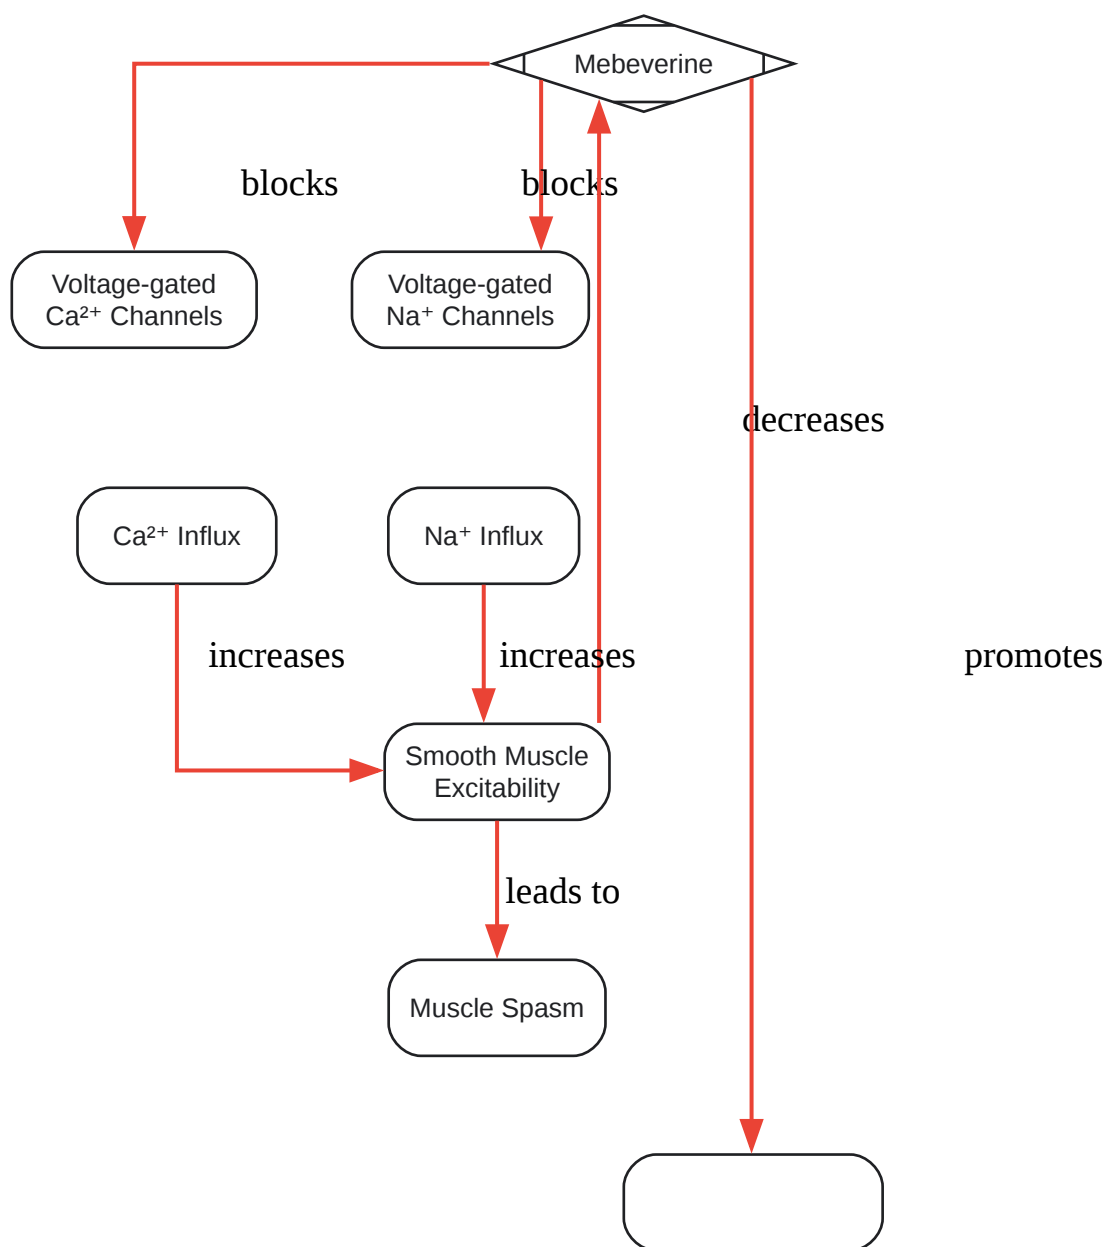 Mebeverine
blocks
blocks
Voltage-gated
Ca²⁺ Channels
Voltage-gated
Na⁺ Channels
decreases
Ca²⁺ Influx
Na⁺ Influx
increases
increases
promotes
Smooth Muscle
Excitability
leads to
Muscle Spasm